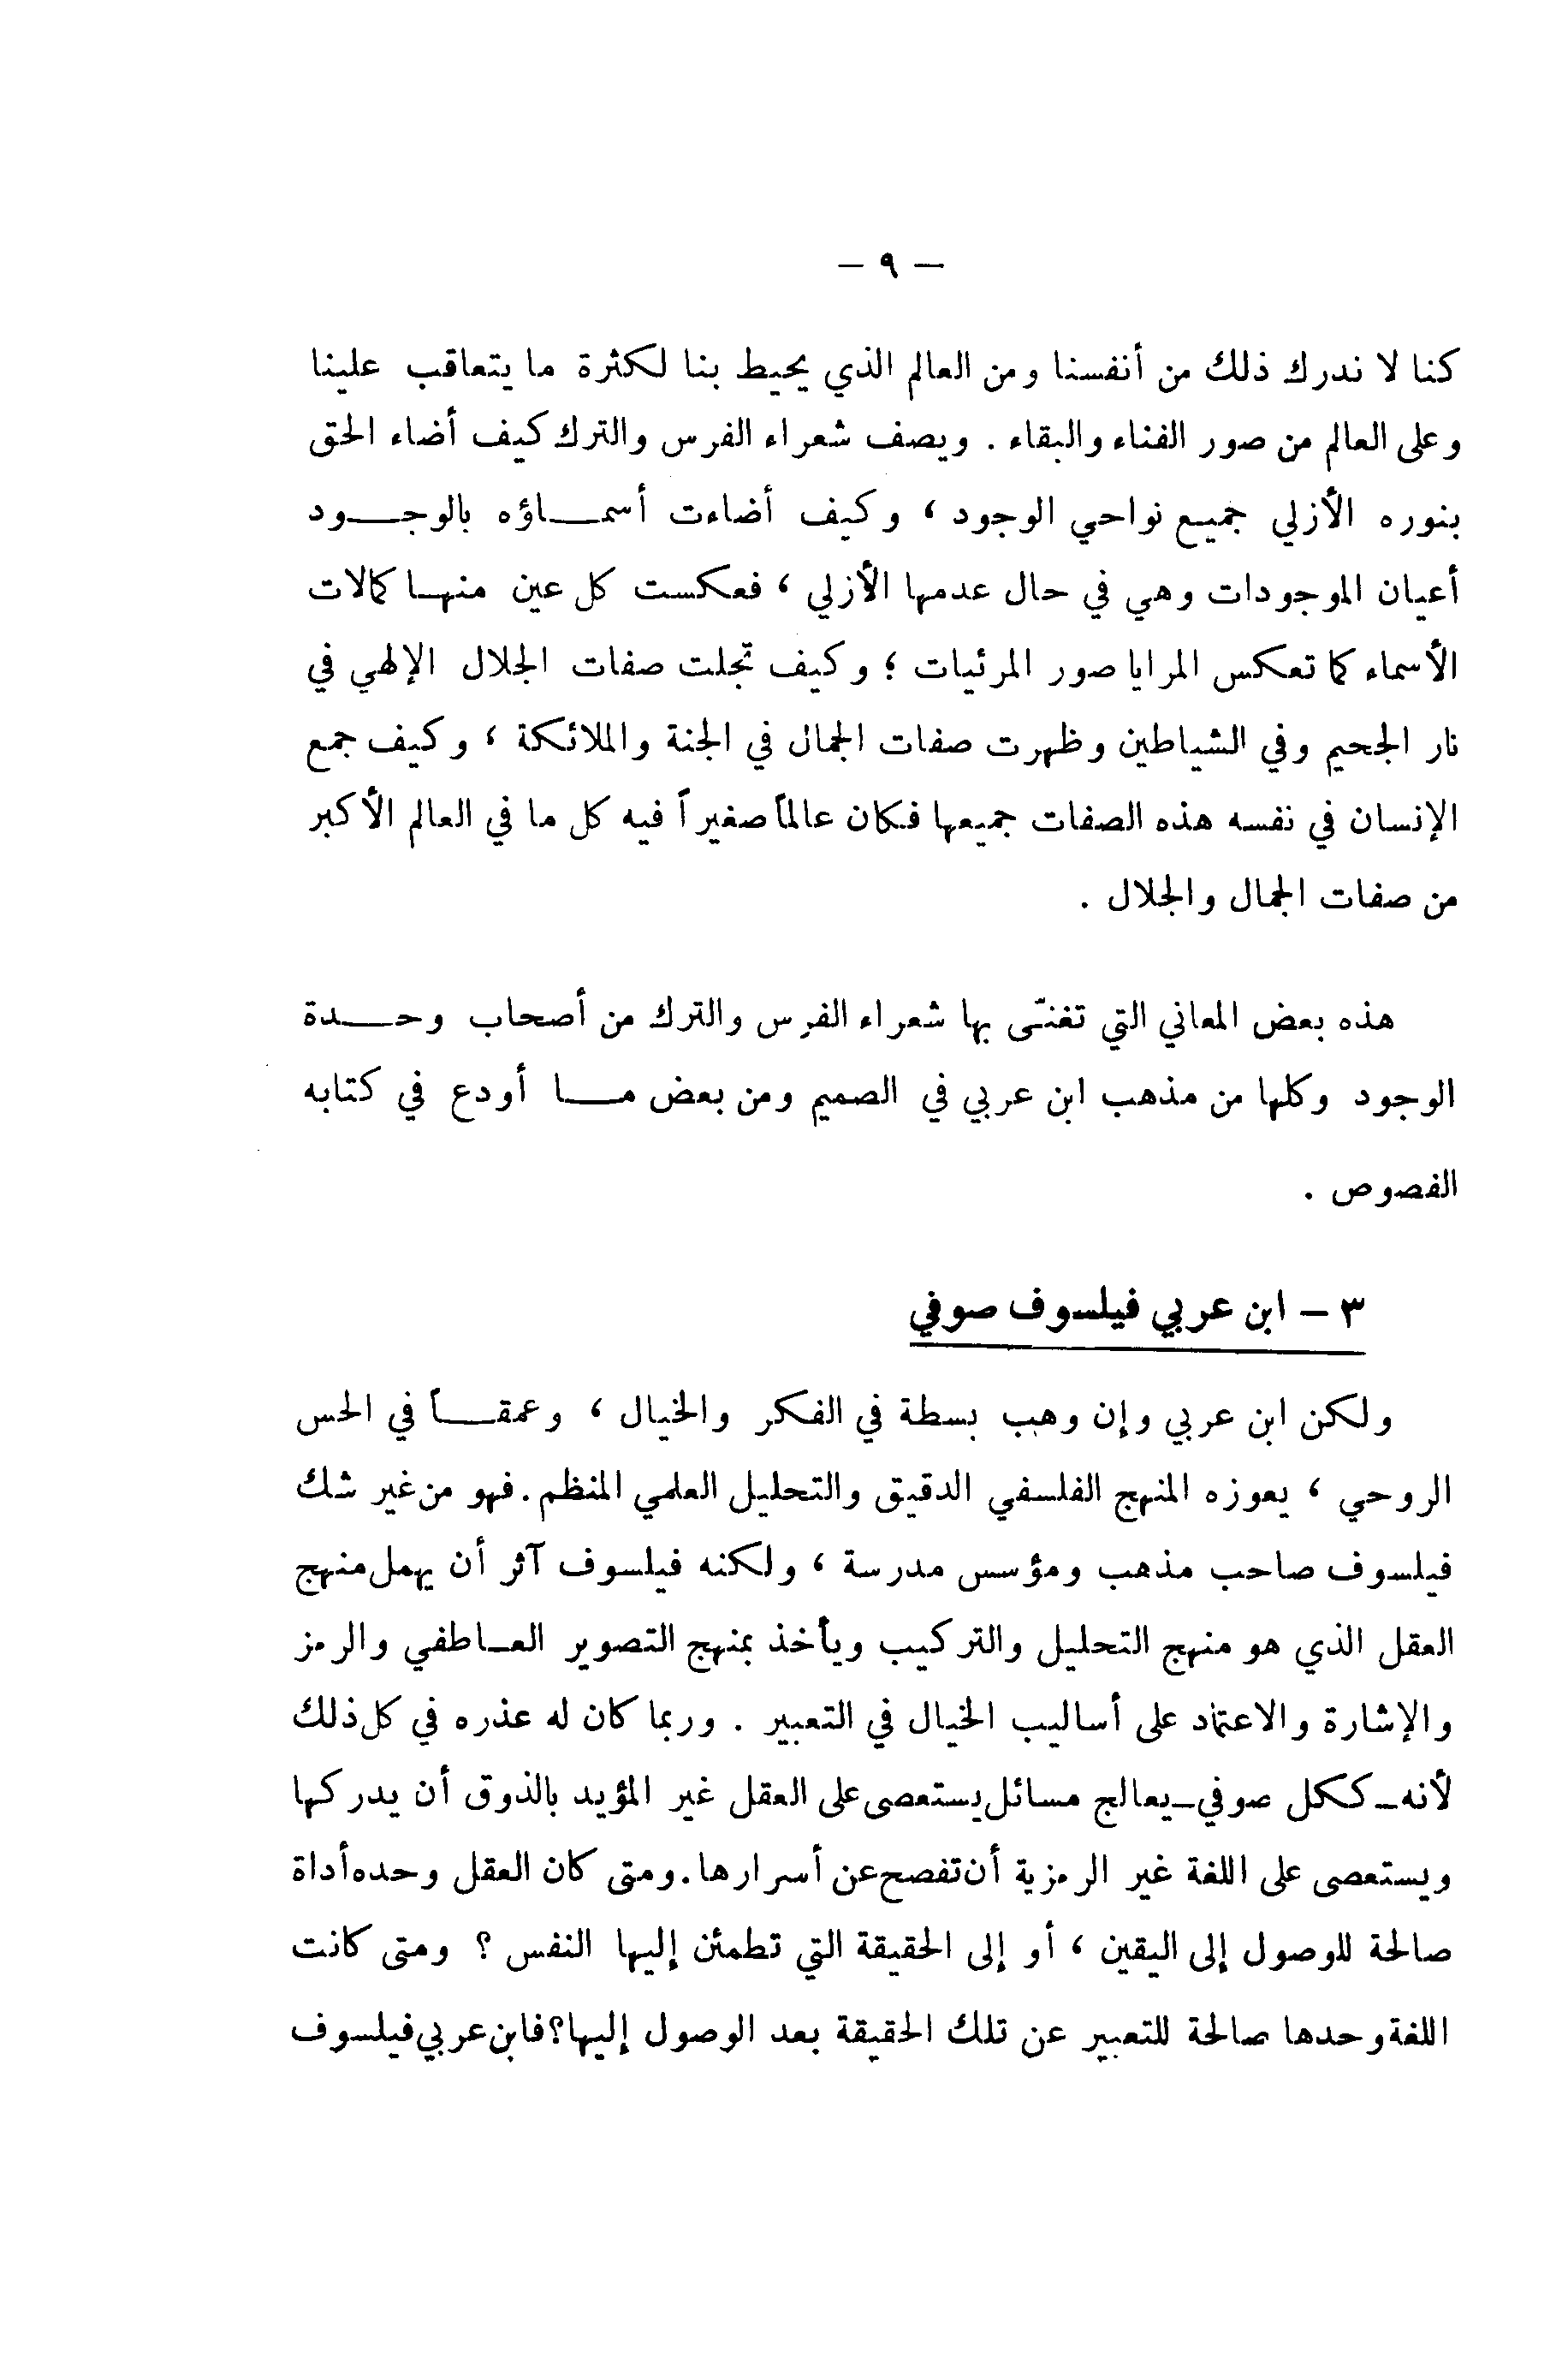 — ٩ —
كنا لا ندرك ذلك من أنفسنا ومن العالم الذي يحيط بنا لكثرة ما يتعاقب علينا
وعلى العالم من صور الفناء والبقاء . ويصف شعراء الفرس والترك كيف أضاء الحق
بنوره الأزلي جميع نواحي الوجود ، وكيف أضاءت أسمـاؤه بالوجـود
أعيان الموجودات وهي في حال عدمها الأزلي ، فعكست كل عين منهـا كمالات
الأسماء كما تعكس المرايا صور المرئيات ؛ وكيف تجلت صفات الجلال الإلهي في
نار الجحيم وفي الشياطين وظهرت صفات الجمال في الجنة والملائكة ، وكيف جمع
الإنسان في نفسه هذه الصفات جميعها فكان عالماً صغيراً فيه كل ما في العالم الأكبر
من صفات الجمال والجلال .
هذه بعض المعاني التي تغنّى بها شعراء الفرس والترك من أصحاب وحـدة
الوجود وكلها من مذهب ابن عربي في الصميم ومن بعض مـا أودع في كتابه
الفصوص .
٣ – ابن عربي فيلسوف صوفي
ولكن ابن عربي وإن وهب بسطة في الفكر والخيال ، وعمقـاً في الحس
الروحي ، يعوزه المنهج الفلسفي الدقيق والتحليل العلمي المنظم. فهو من غير شك
فيلسوف صاحب مذهب ومؤسس مدرسة ، ولكنه فيلسوف آثر أن يهمل منهج
العقل الذي هو منهج التحليل والتركيب ويأخذ بمنهج التصوير العـاطفي والرمز
والإشارة والاعتماد على أساليب الخيال في التعبير . وربما كان له عذره في كل ذلك
لأنه – ككل صوفي – يعالج مسائل يستعصى على العقل غير المؤيد بالذوق أن يدركها
ويستعصى على اللغة غير الرمزية أن تفصح عن أسرارها. ومتى كان العقل وحده أداة
صالحة للوصول إلى اليقين ، أو إلى الحقيقة التي تطمئن إليها النفس ؟ ومتى كانت
اللغة وحدها صالحة للتعبير عن تلك الحقيقة بعد الوصول إليها؟ فابن عربي فيلسوف